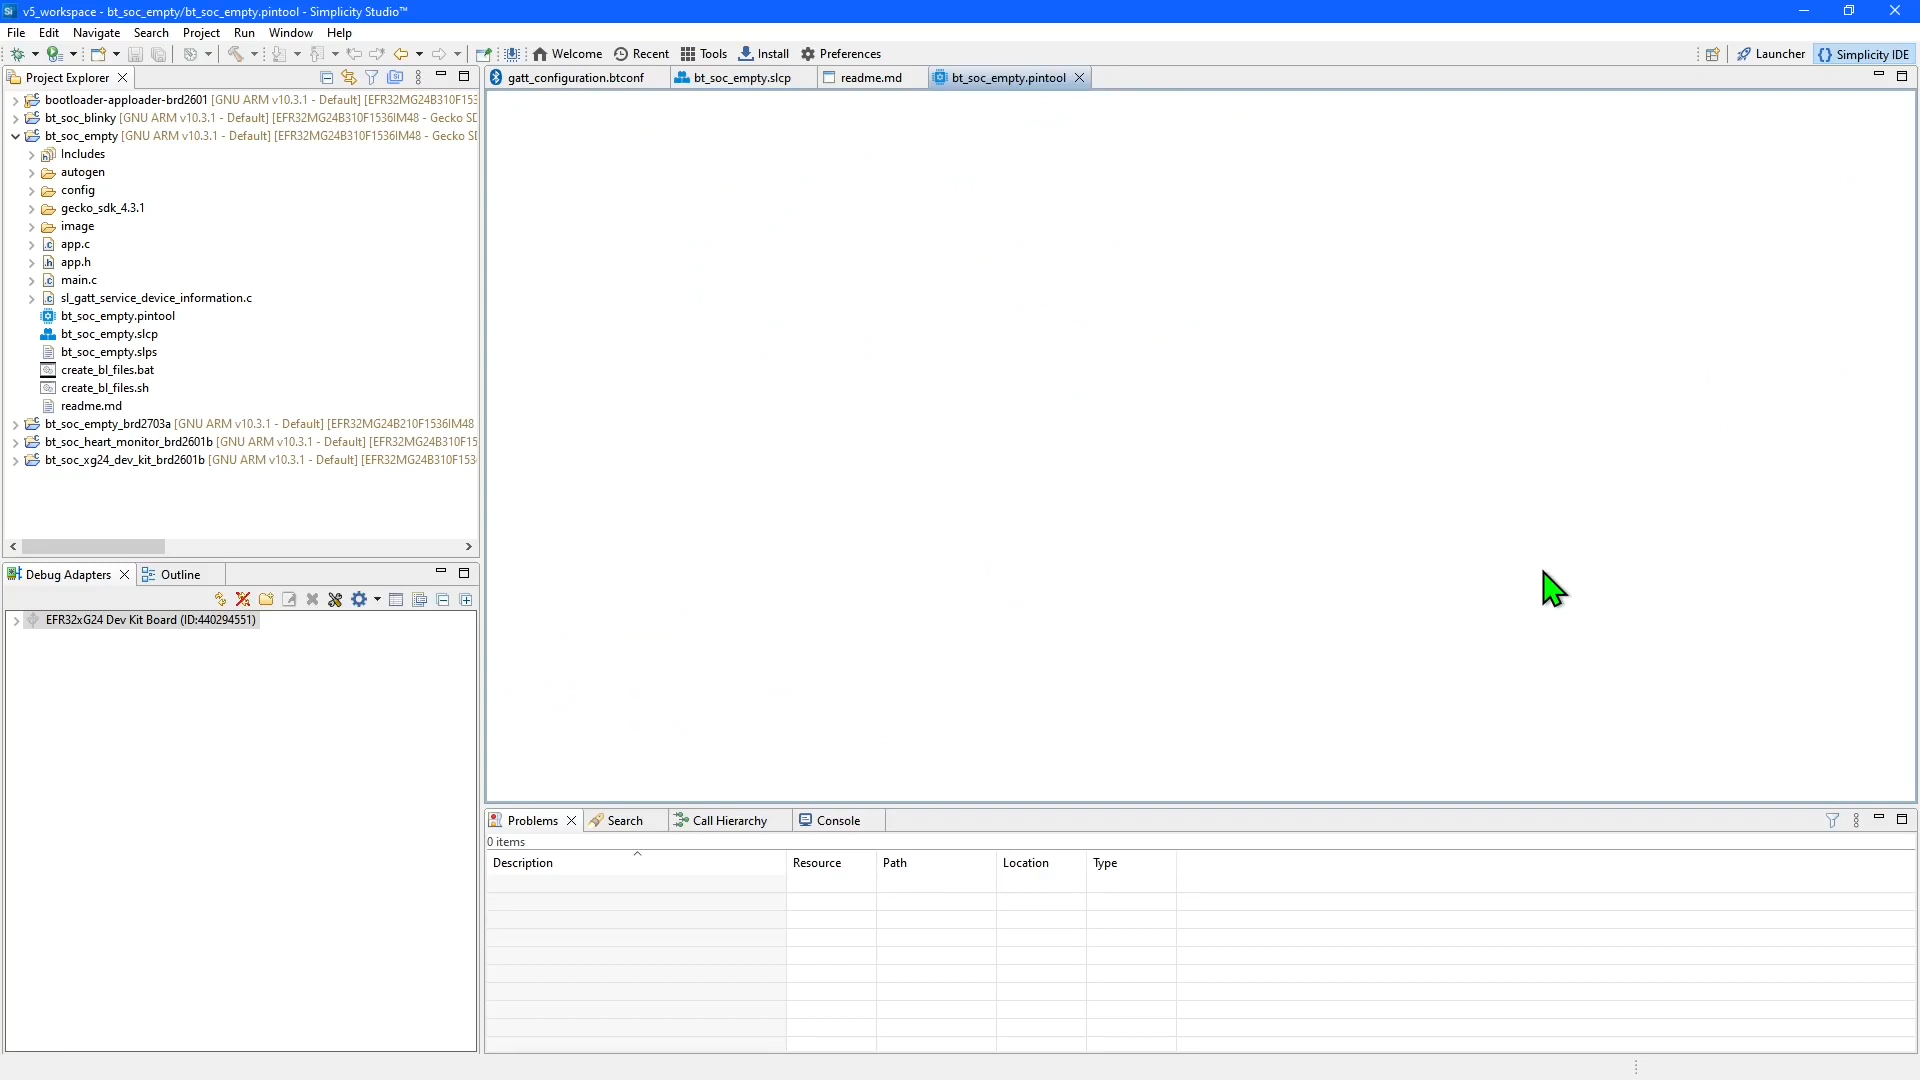 v5_workspace - bt_soc_empty/bt_soc_empty.pintool - Simplicity Studio™
File Edit Navigate Search Project Run Window Help
Welcome Recent Tools Install Preferences Launcher Simplicity IDE
Project Explorer
bootloader-apploader-brd2601 [GNU ARM v10.3.1 - Default] [EFR32MG24B310F153
bt_soc_blinky [GNU ARM v10.3.1 - Default] [EFR32MG24B310F1536IM48 - Gecko SD
bt_soc_empty [GNU ARM v10.3.1 - Default] [EFR32MG24B310F1536IM48 - Gecko SD
Includes
autogen
config
gecko_sdk_4.3.1
image
app.c
app.h
main.c
sl_gatt_service_device_information.c
bt_soc_empty.pintool
bt_soc_empty.slcp
bt_soc_empty.slps
create_bl_files.bat
create_bl_files.sh
readme.md
bt_soc_empty_brd2703a [GNU ARM v10.3.1 - Default] [EFR32MG24B210F1536IM48
bt_soc_heart_monitor_brd2601b [GNU ARM v10.3.1 - Default] [EFR32MG24B310F15
bt_soc_xg24_dev_kit_brd2601b [GNU ARM v10.3.1 - Default] [EFR32MG24B310F153
gatt_configuration.btconf bt_soc_empty.slcp readme.md bt_soc_empty.pintool
Debug Adapters Outline
EFR32xG24 Dev Kit Board (ID:440294551)
Problems Search Call Hierarchy Console
0 items
Description Resource Path Location Type